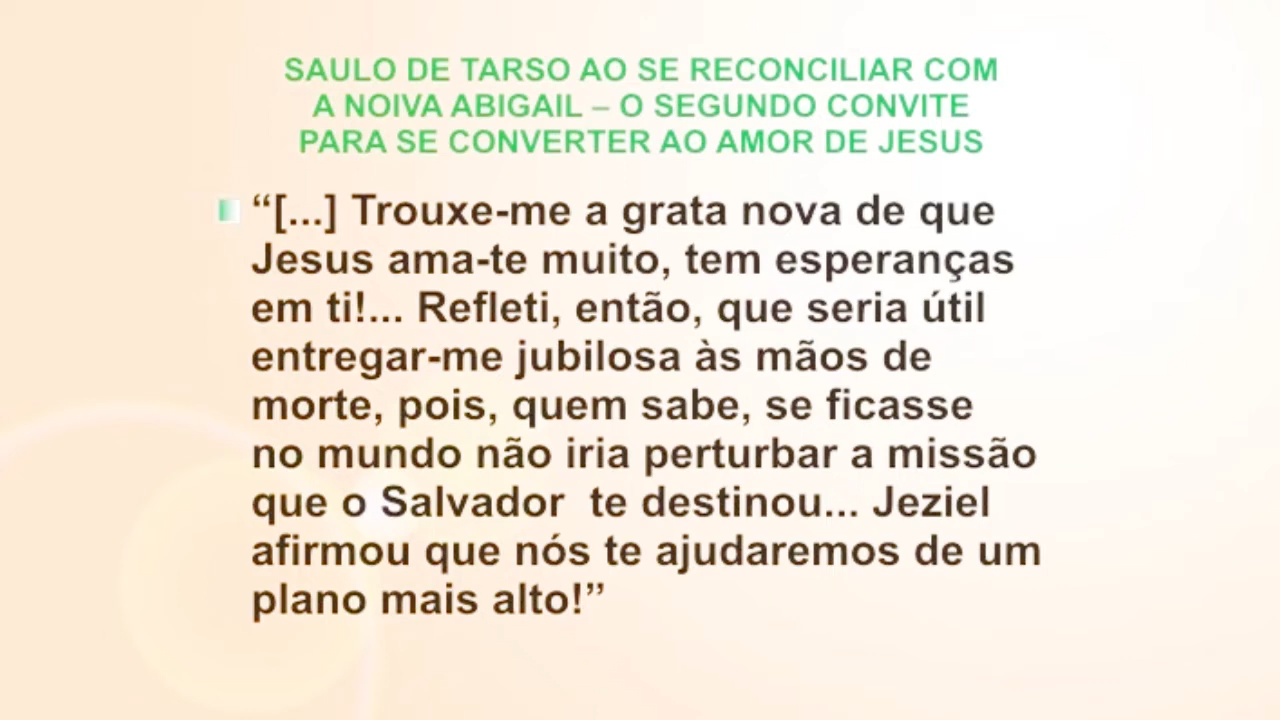 SAULO DE TARSO AO SE RECONCILIAR COM
A NOIVA ABIGAIL – O SEGUNDO CONVITE
PARA SE CONVERTER AO AMOR DE JESUS
“[...] Trouxe-me a grata nova de que
Jesus ama-te muito, tem esperanças
em ti!... Refleti, então, que seria útil
entregar-me jubilosa às mãos de
morte, pois, quem sabe, se ficasse
no mundo não iria perturbar a missão
que o Salvador  te destinou... Jeziel
afirmou que nós te ajudaremos de um
plano mais alto!”